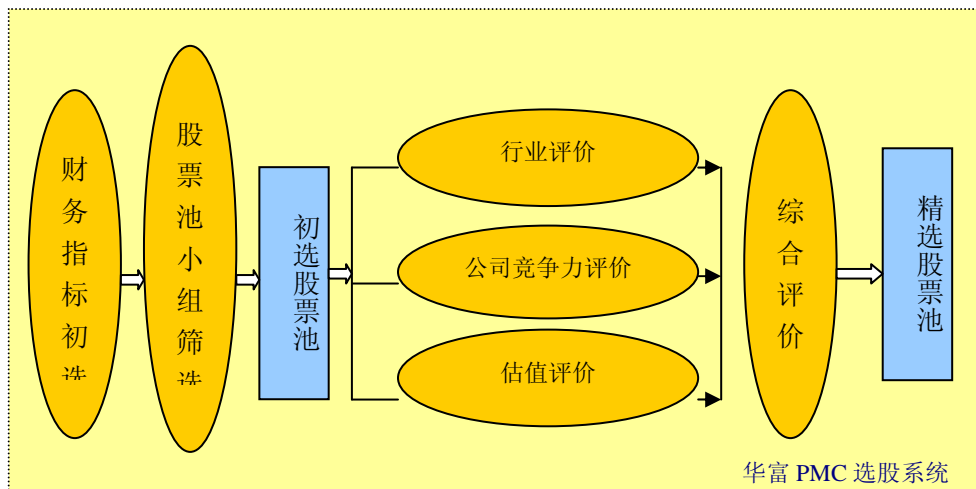 财务指标初选
股票池小组筛选
初选股票池
行业评价
公司竞争力评价
估值评价
综合评价
精选股票池
华富 PMC 选股系统